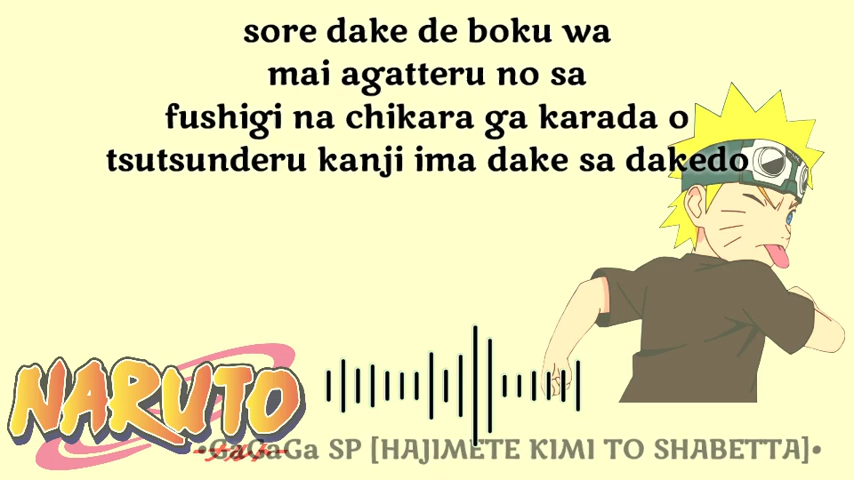 sore dake de boku wa
mai agatteru no sa
fushigi na chikara ga karada o
tsutsunderu kanji ima dake sa dakedo
NARUTO
•GaGaGa SP [HAJIMETE KIMI TO SHABETTA]•